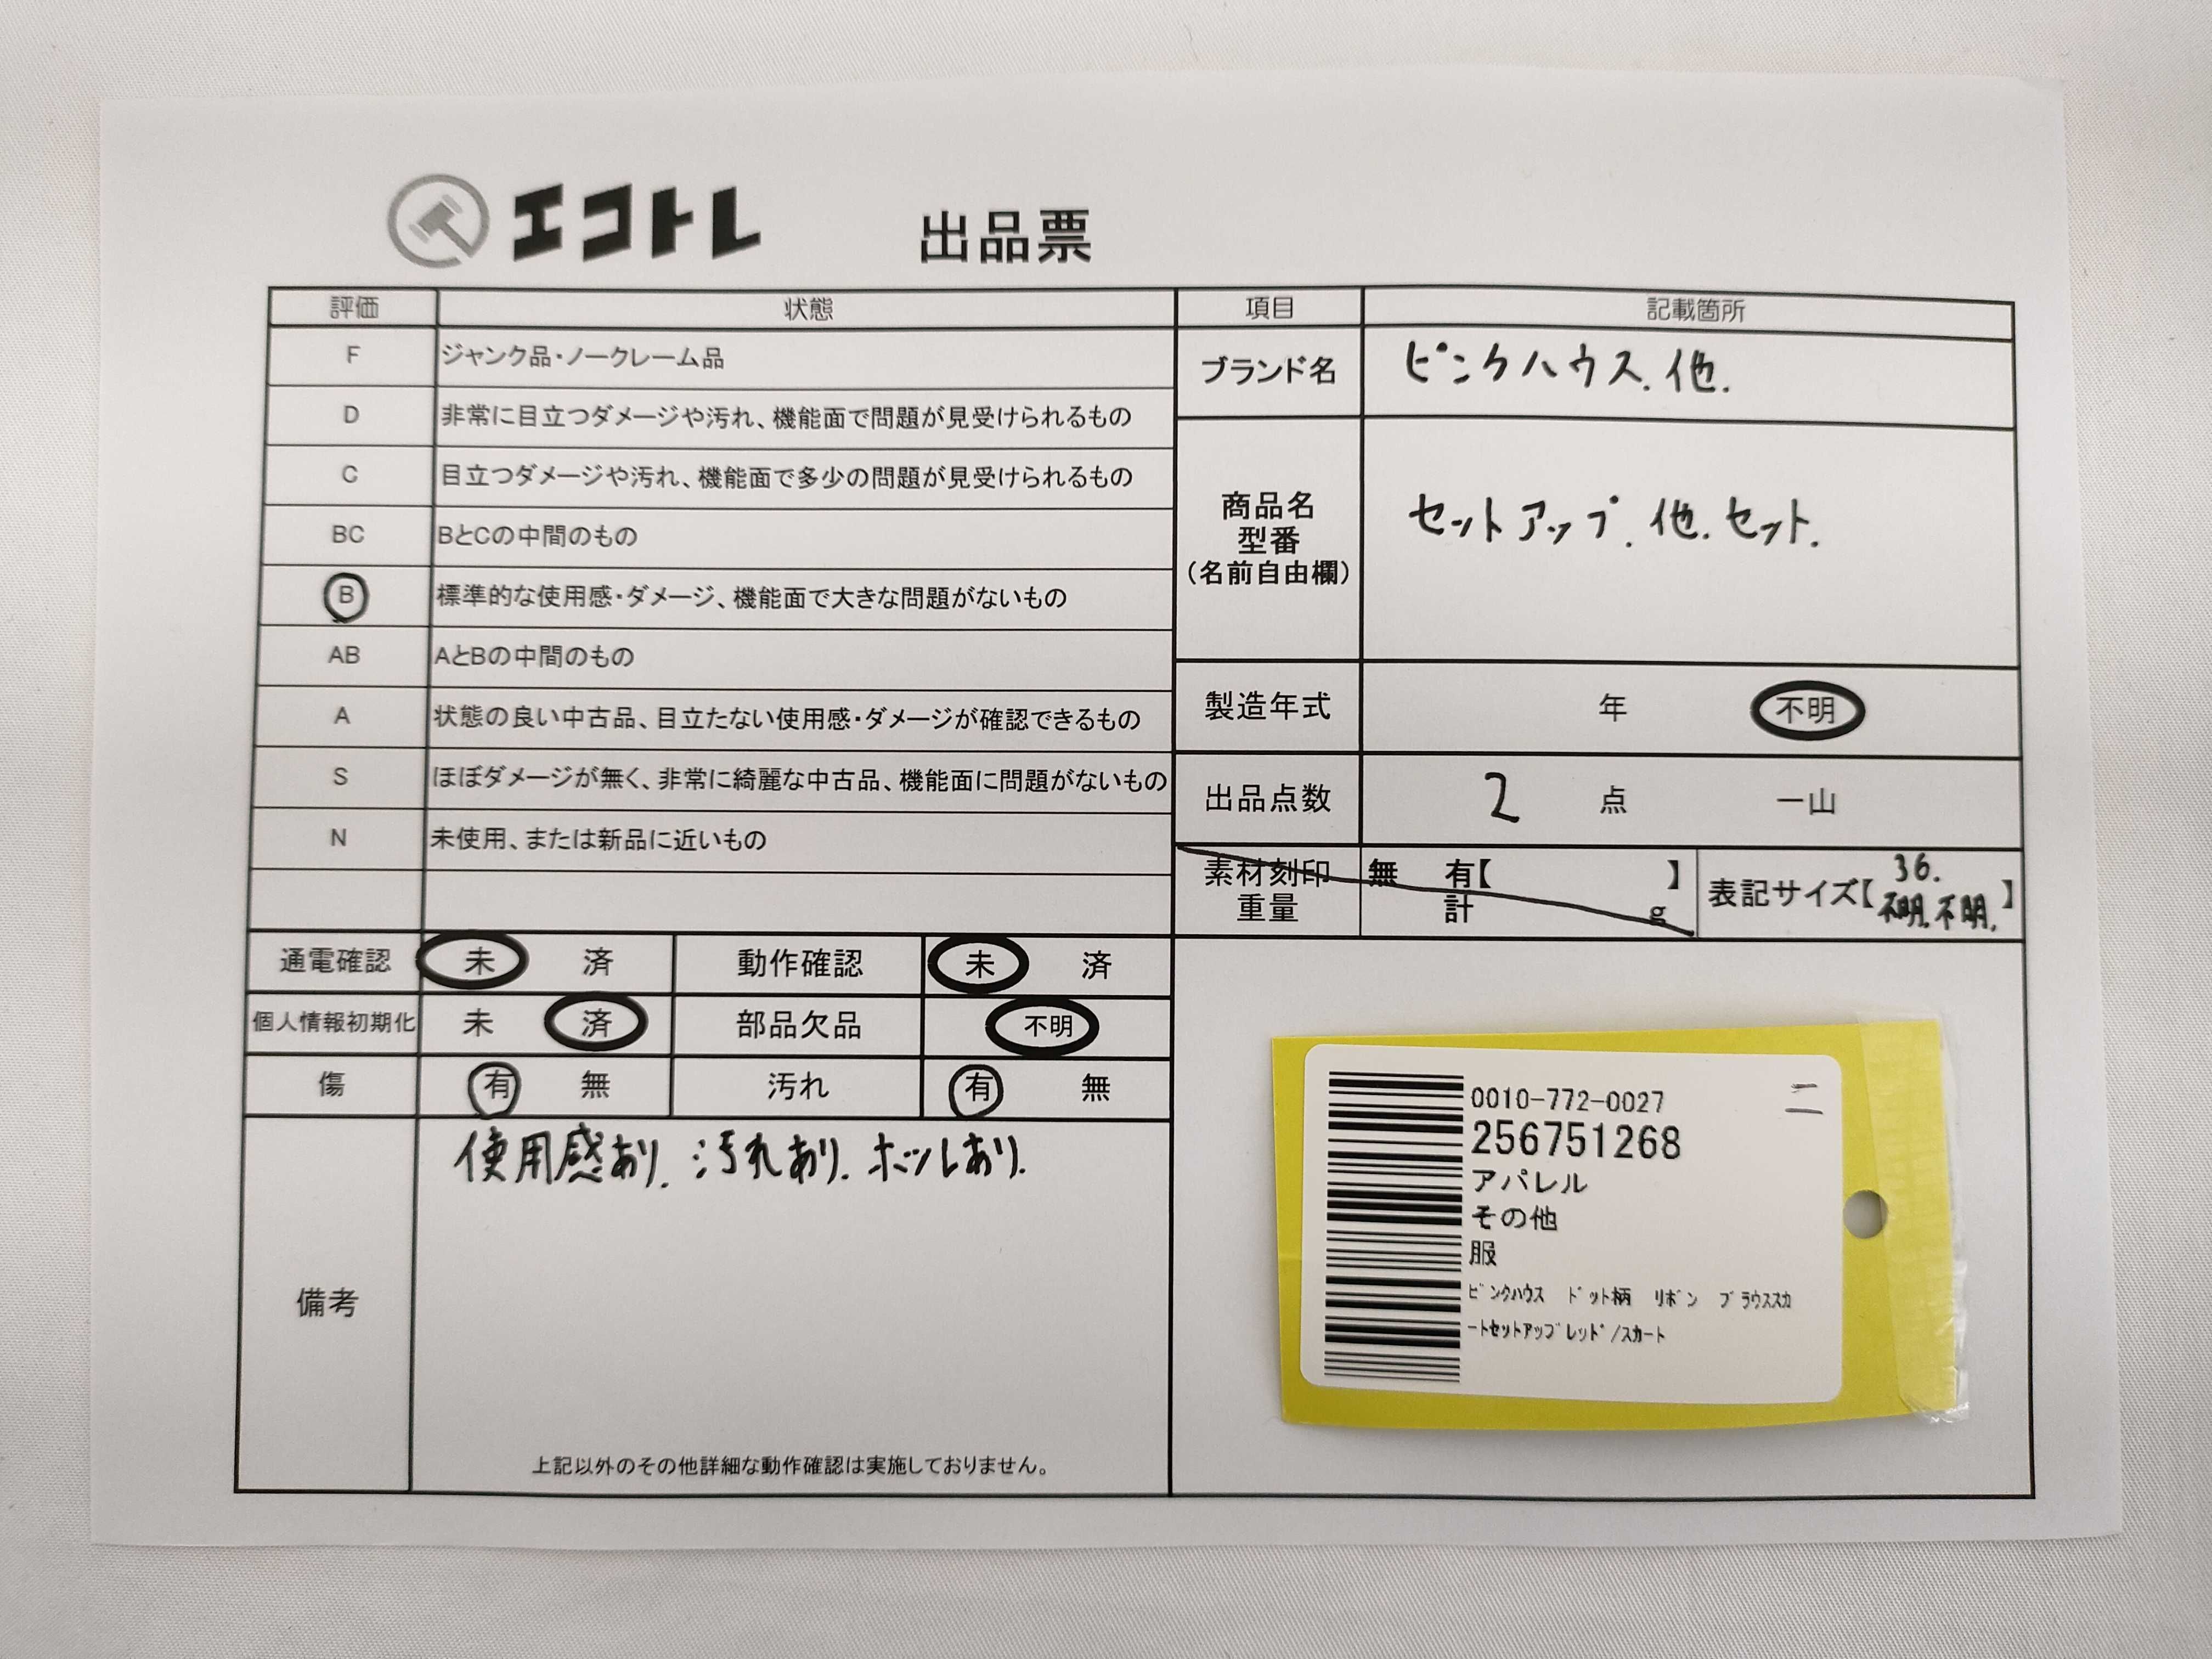 エコトレ 出品票
評価 状態
F ジャンク品・ノークレーム品
D 非常に目立つダメージや汚れ、機能面で問題が見受けられるもの
C 目立つダメージや汚れ、機能面で多少の問題が見受けられるもの
BC BとCの中間のもの
B 標準的な使用感・ダメージ、機能面で大きな問題がないもの
AB AとBの中間のもの
A 状態の良い中古品、目立たない使用感・ダメージが確認できるもの
S ほぼダメージが無く、非常に綺麗な中古品、機能面に問題がないもの
N 未使用、または新品に近いもの
項目 記載箇所
ブランド名 ピンクハウス.他.
商品名
型番
(名前自由欄)
セットアップ.他.セット.
製造年式 年 不明
出品点数 2 点 一山
素材刻印 無 有【 】
重量 計 g
表記サイズ【36.
不明.不明.】
通電確認 未 済 動作確認 未 済
個人情報初期化 未 済 部品欠品 不明
傷 有 無 汚れ 有 無
備考
使用感あり.汚れあり.ホツレあり.
上記以外のその他詳細な動作確認は実施しておりません。
0010-772-0027 二
256751268
アパレル
その他
服
ﾋﾟﾝｸﾊｳｽ ﾄﾞｯﾄ柄 ﾘﾎﾞﾝ ﾌﾞﾗｳｽｽｶ
ｰﾄｾｯﾄｱｯﾌﾟﾚｯﾄﾞ/ｽｶｰﾄ